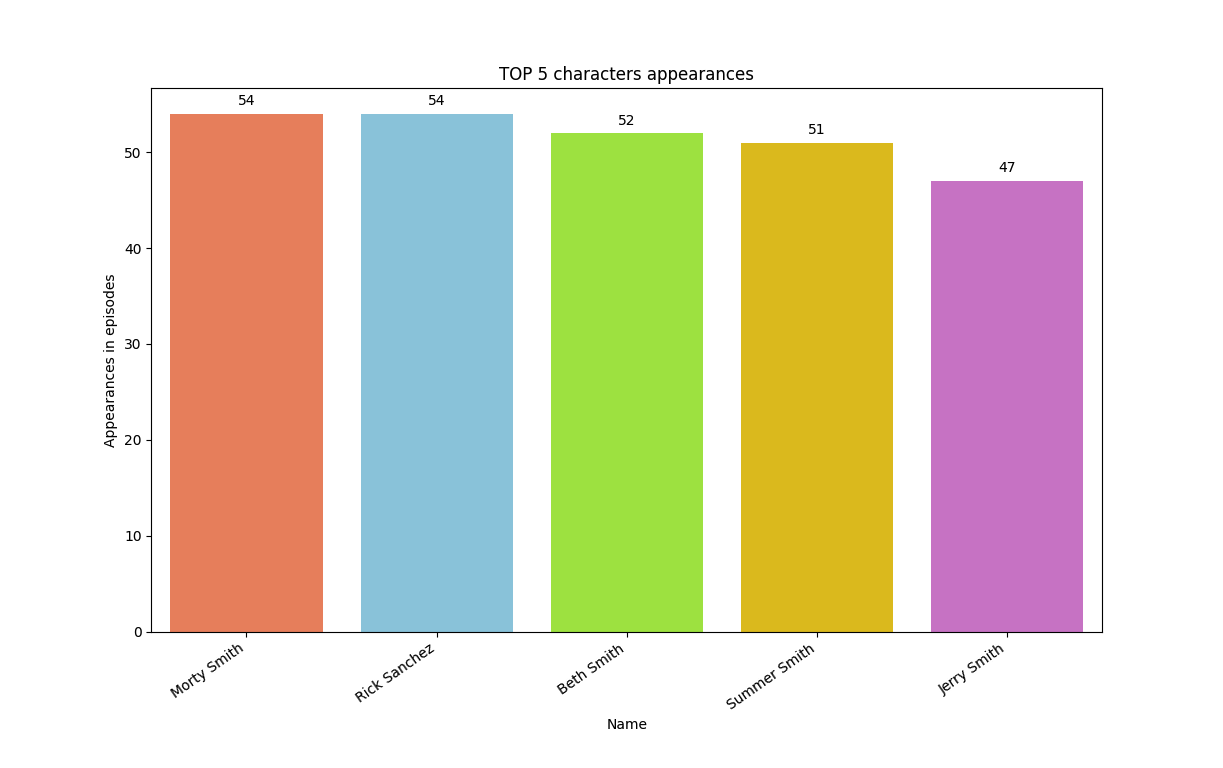 TOP 5 characters appearances
54
54
52
51
47
50
40
30
20
10
0
Appearances in episodes
Morty Smith
Rick Sanchez
Beth Smith
Summer Smith
Jerry Smith
Name